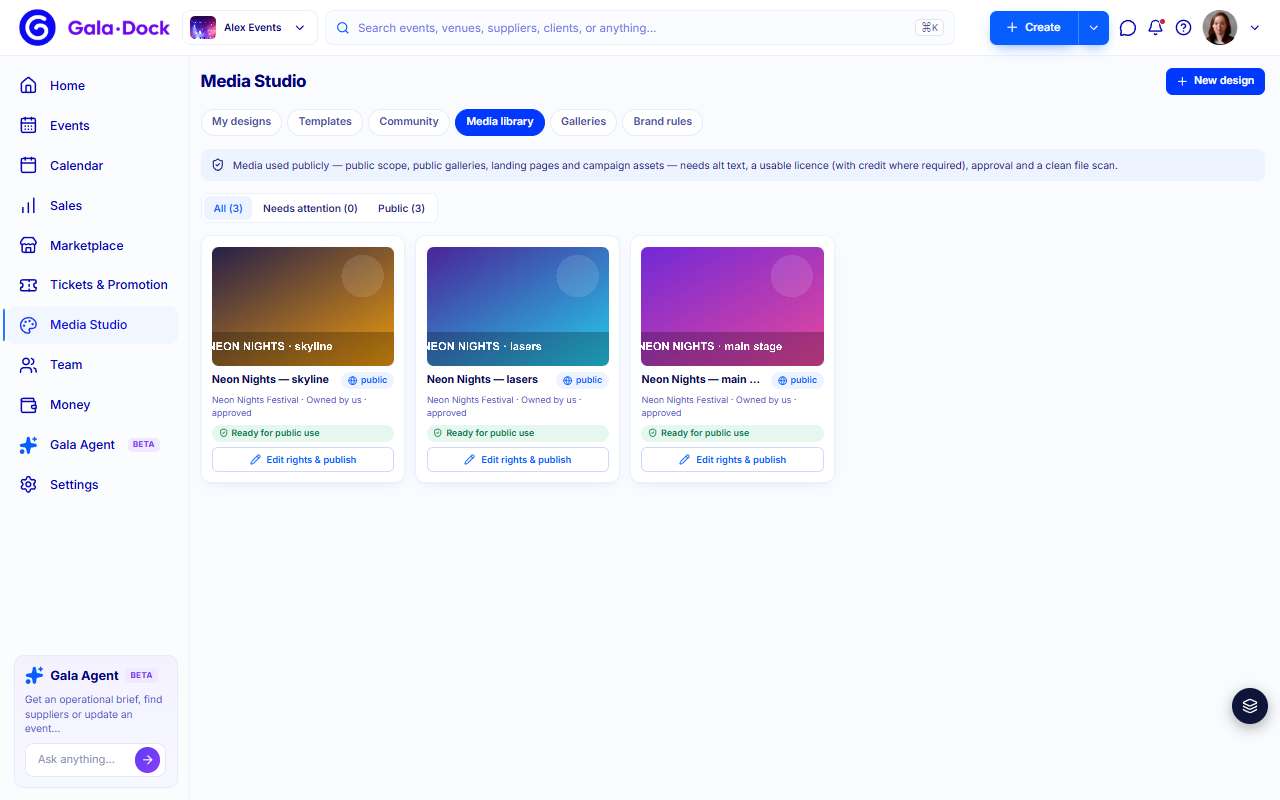 Gala·Dock
Alex Events
Search events, venues, suppliers, clients, or anything...
⌘K
Create
Home
Events
Calendar
Sales
Marketplace
Tickets & Promotion
Media Studio
Team
Money
Gala Agent BETA
Settings
Gala Agent BETA
Get an operational brief, find
suppliers or update an
event...
Ask anything...
Media Studio
New design
My designs
Templates
Community
Media library
Galleries
Brand rules
Media used publicly — public scope, public galleries, landing pages and campaign assets — needs alt text, a usable licence (with credit where required), approval and a clean file scan.
All (3)
Needs attention (0)
Public (3)
NEON NIGHTS · skyline
Neon Nights — skyline
public
Neon Nights Festival · Owned by us ·
approved
Ready for public use
Edit rights & publish
NEON NIGHTS · lasers
Neon Nights — lasers
public
Neon Nights Festival · Owned by us ·
approved
Ready for public use
Edit rights & publish
NEON NIGHTS · main stage
Neon Nights — main ...
public
Neon Nights Festival · Owned by us ·
approved
Ready for public use
Edit rights & publish